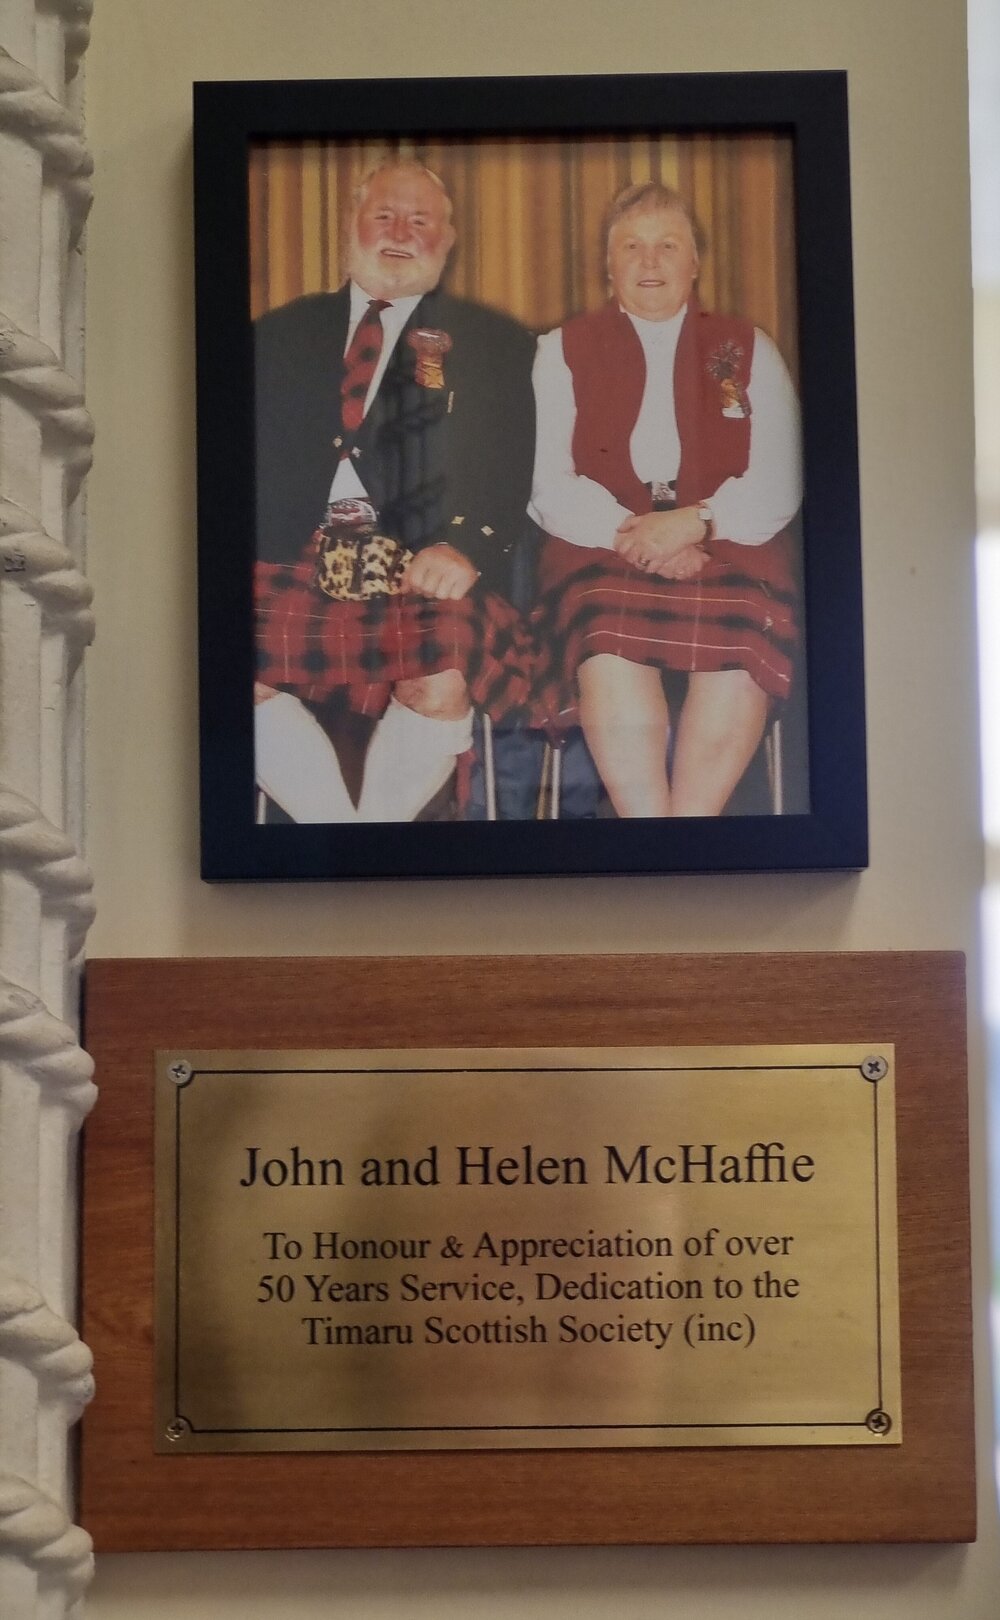 John and Helen McHaffie
To Honour & Appreciation of over
50 Years Service, Dedication to the
Timaru Scottish Society (inc)